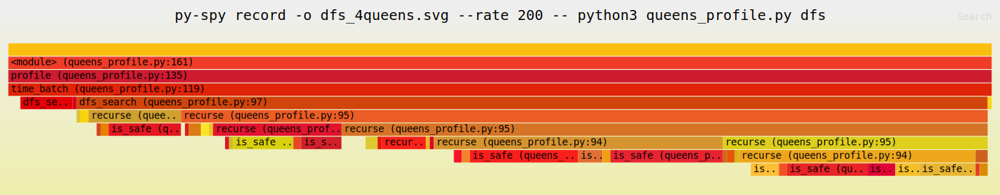 py-spy record -o dfs_4queens.svg --rate 200 -- python3 queens_profile.py dfs
Search
<module> (queens_profile.py:161)
profile (queens_profile.py:135)
time_batch (queens_profile.py:119)
dfs_se.. dfs_search (queens_profile.py:97)
recurse (quee.. recurse (queens_profile.py:95)
is_safe (q.. recurse (queens_prof.. recurse (queens_profile.py:95)
is_safe .. is_s.. recur.. recurse (queens_profile.py:94) recurse (queens_profile.py:95)
is_safe (queens_.. is.. is_safe (queens_p.. recurse (queens_profile.py:94)
is.. is_safe (qu.. is.. is.. is_safe..